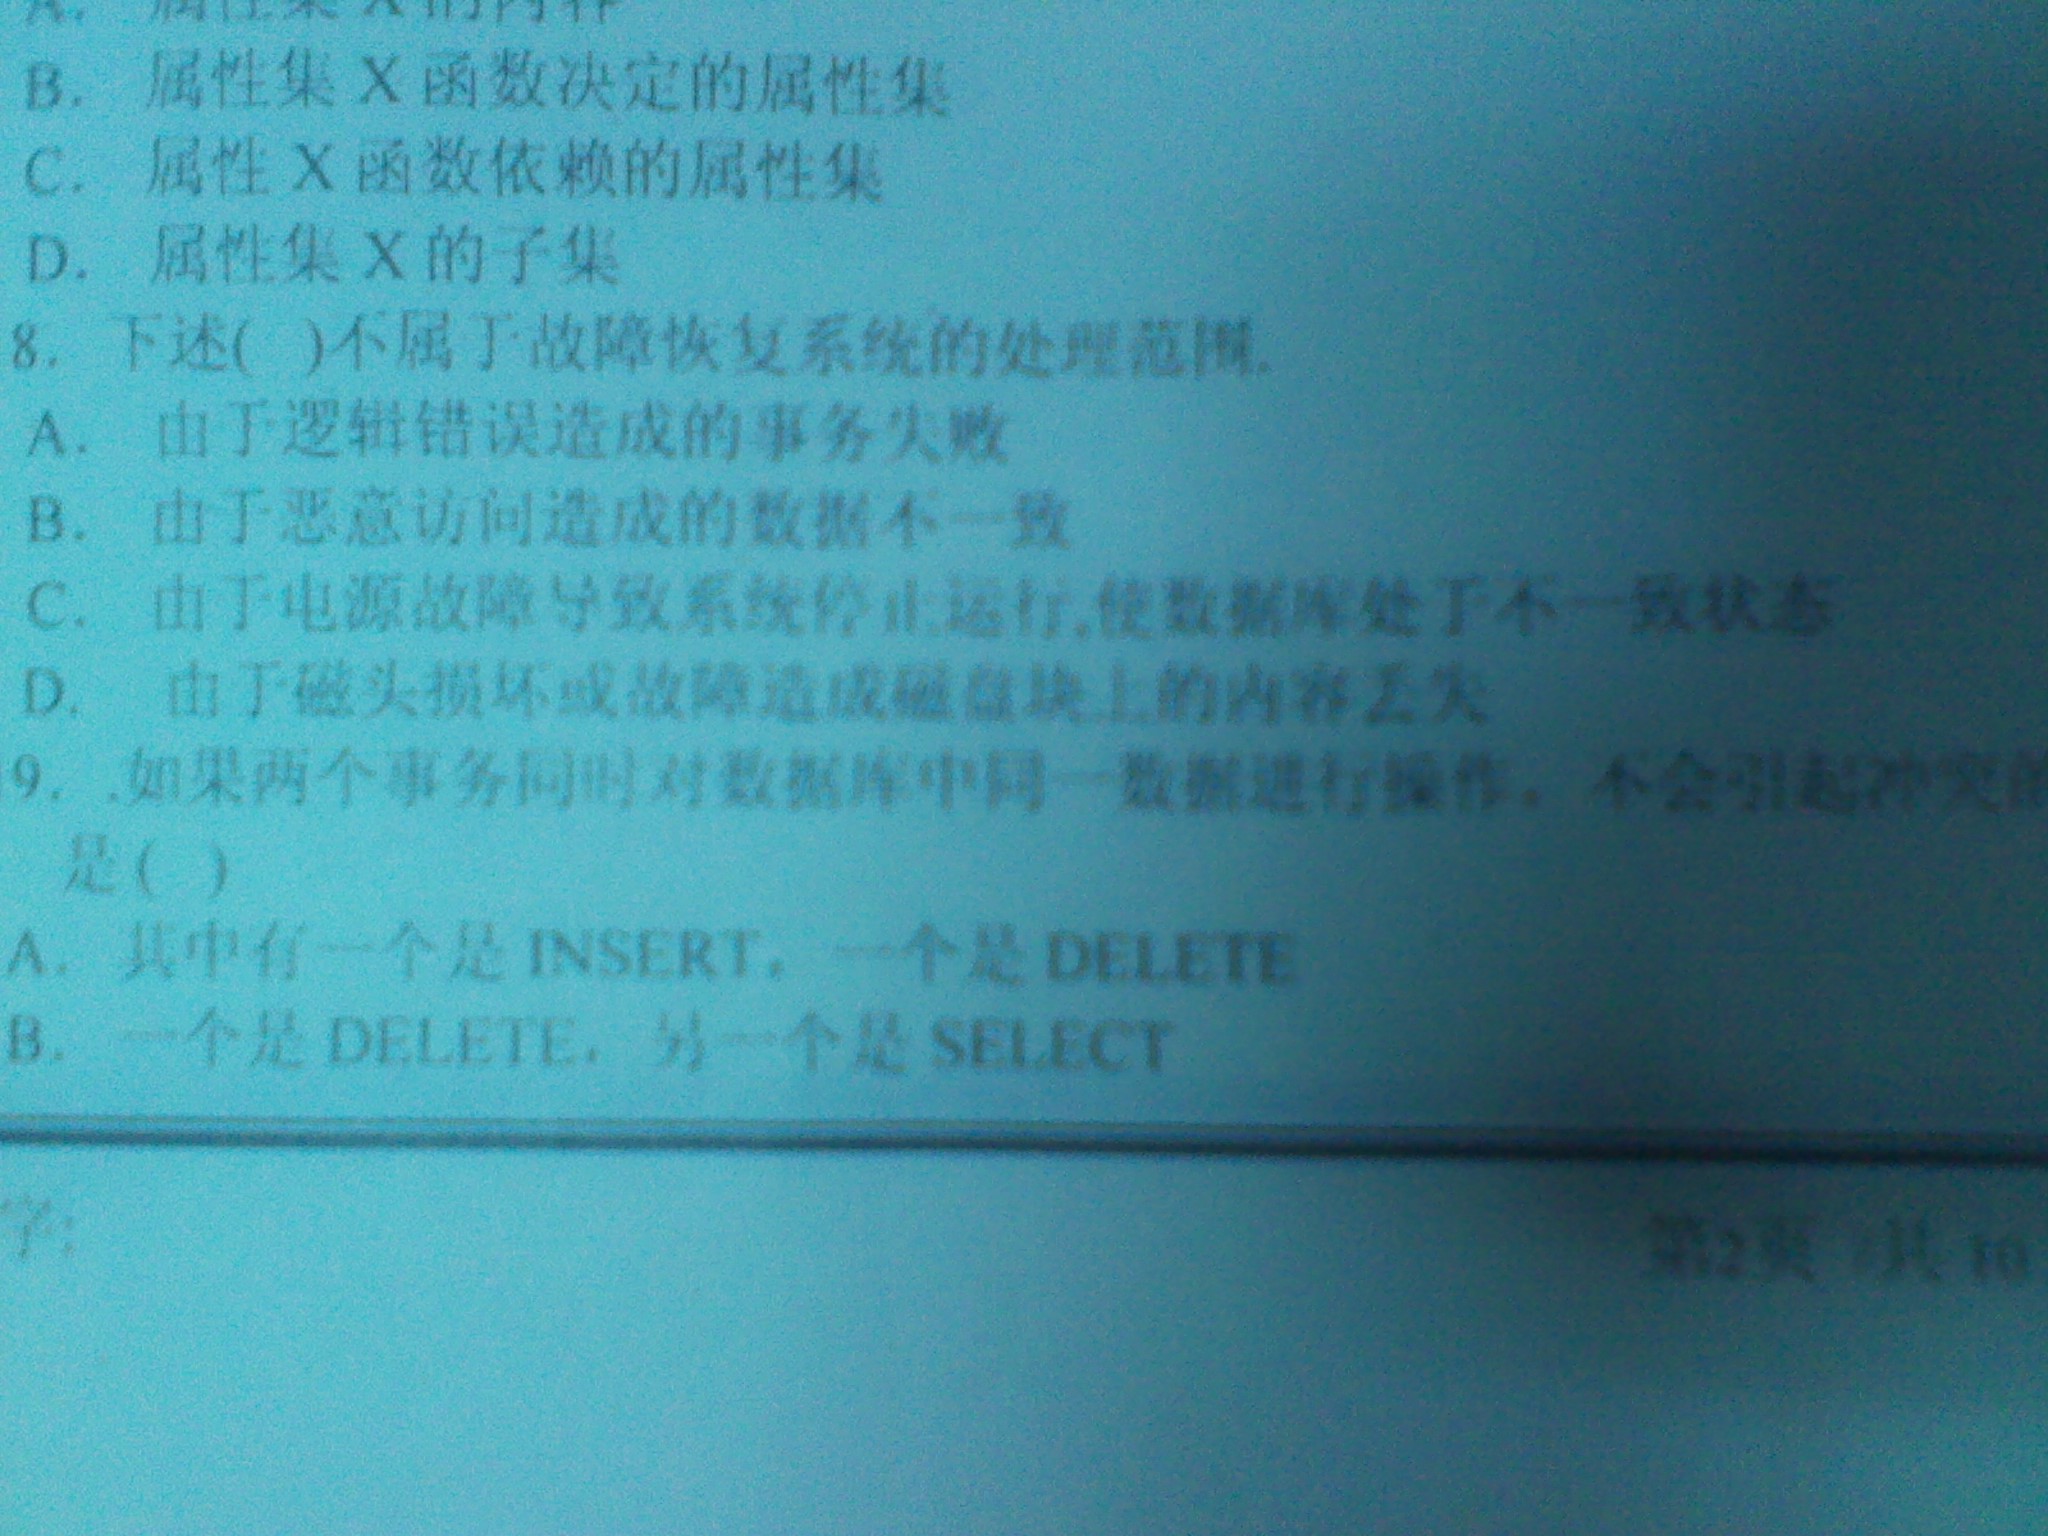 A. 属性集 X 的内容
B. 属性集 X 函数决定的属性集
C. 属性 X 函数依赖的属性集
D. 属性集 X 的子集
8. 下述( )不属于故障恢复系统的处理范围.
A. 由于逻辑错误造成的事务失败
B. 由于恶意访问造成的数据不一致
C. 由于电源故障导致系统停止运行,使数据库处于不一致状态
D. 由于磁头损坏或故障造成磁盘块上的内容丢失
19. .如果两个事务同时对数据库中同一数据进行操作,不会引起冲突的
是( )
A. 其中有一个是 INSERT,一个是 DELETE
B. 一个是 DELETE,另一个是 SELECT
字:
第2页 /共 10